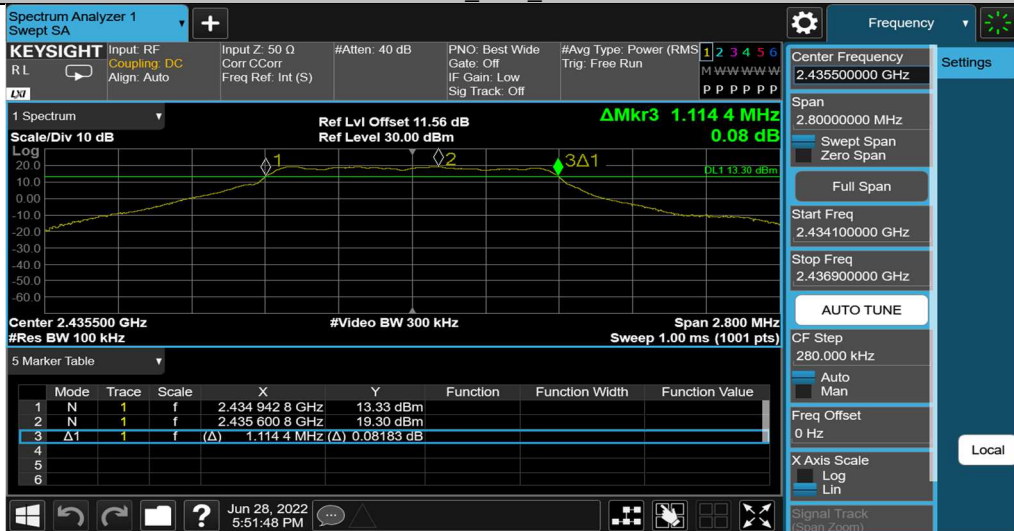 Spectrum Analyzer 1
Swept SA
+
Frequency
KEYSIGHT
RL
LXI
Input: RF
Coupling: DC
Align: Auto
Input Z: 50 Ω
Corr CCorr
Freq Ref: Int (S)
#Atten: 40 dB
PNO: Best Wide
Gate: Off
IF Gain: Low
Sig Track: Off
#Avg Type: Power (RMS
Trig: Free Run
1 2 3 4 5 6
M W W W W W
P P P P P P
1 Spectrum
Scale/Div 10 dB
Ref Lvl Offset 11.56 dB
Ref Level 30.00 dBm
ΔMkr3 1.114 4 MHz
0.08 dB
Log
20.0
10.0
0.00
-10.0
-20.0
-30.0
-40.0
-50.0
-60.0
1
2
3Δ1
DL1 13.30 dBm
Center 2.435500 GHz
#Res BW 100 kHz
#Video BW 300 kHz
Span 2.800 MHz
Sweep 1.00 ms (1001 pts)
5 Marker Table
Mode Trace Scale X Y Function Function Width Function Value
1 N 1 f 2.434 942 8 GHz 13.33 dBm
2 N 1 f 2.435 600 8 GHz 19.30 dBm
3 Δ1 1 f (Δ) 1.114 4 MHz (Δ) 0.08183 dB
4
5
6
?
Jun 28, 2022
5:51:48 PM
Center Frequency
2.435500000 GHz
Span
2.80000000 MHz
Swept Span
Zero Span
Full Span
Start Freq
2.434100000 GHz
Stop Freq
2.436900000 GHz
AUTO TUNE
CF Step
280.000 kHz
Auto
Man
Freq Offset
0 Hz
X Axis Scale
Log
Lin
Signal Track
(Span Zoom)
Settings
Local